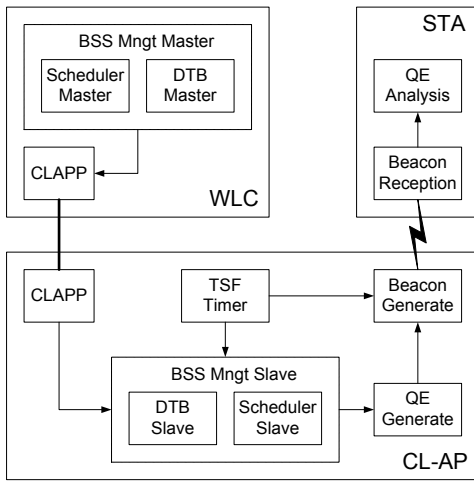 BSS Mngt Master
Scheduler
Master
DTB
Master
CLAPP
WLC
STA
QE
Analysis
Beacon
Reception
CLAPP
TSF
Timer
Beacon
Generate
BSS Mngt Slave
DTB
Slave
Scheduler
Slave
QE
Generate
CL-AP